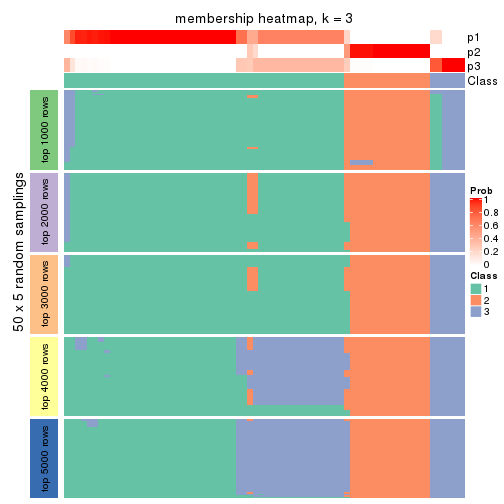 membership heatmap, k = 3
p1
p2
p3
Class
50 x 5 random samplings
top 1000 rows
top 2000 rows
top 3000 rows
top 4000 rows
top 5000 rows
Prob
1
0.8
0.6
0.4
0.2
0
Class
1
2
3